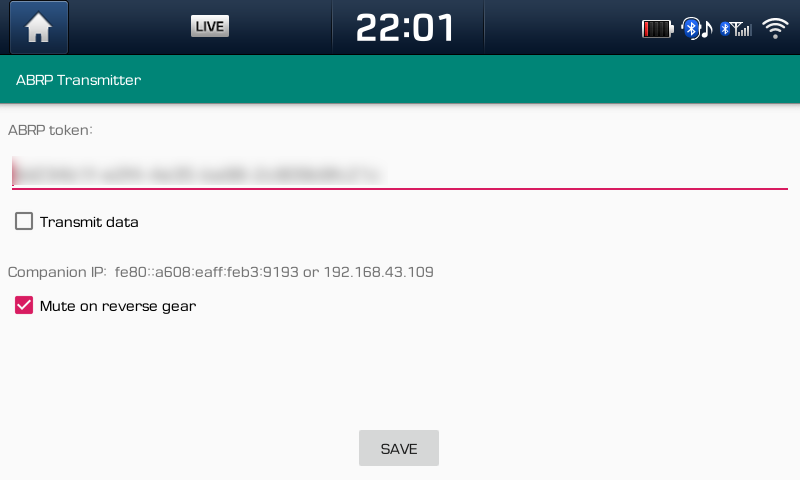 LIVE 22:01
ABRP Transmitter
ABRP token:
Transmit data
Companion IP: fe80::a608:eaff:feb3:9193 or 192.168.43.109
Mute on reverse gear
SAVE